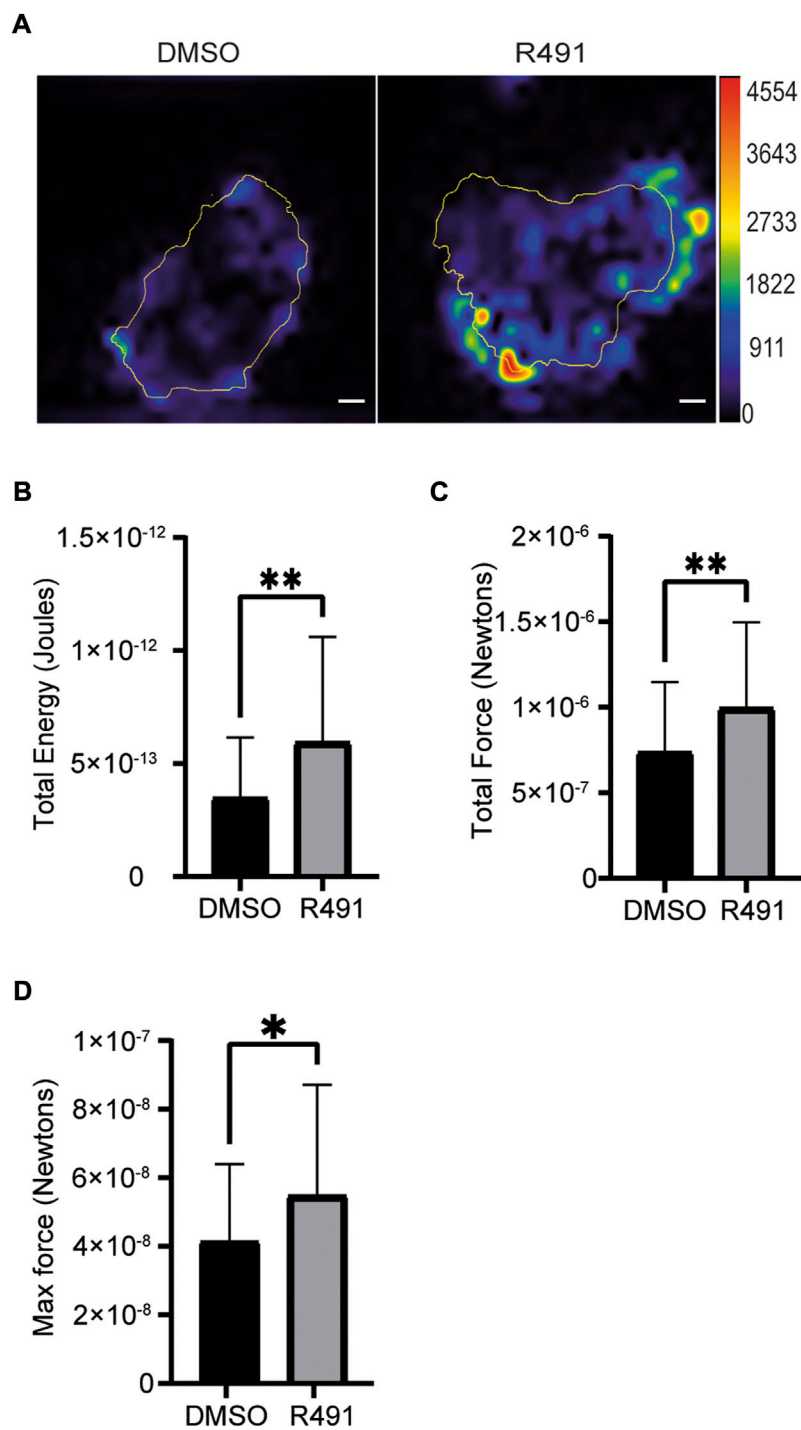 A
DMSO
R491
4554
3643
2733
1822
911
0
B
Total Energy (Joules)
1.5×10⁻¹²
1×10⁻¹²
5×10⁻¹³
0
**
DMSO
R491
C
Total Force (Newtons)
2×10⁻⁶
1.5×10⁻⁶
1×10⁻⁶
5×10⁻⁷
0
**
DMSO
R491
D
Max force (Newtons)
1×10⁻⁷
8×10⁻⁸
6×10⁻⁸
4×10⁻⁸
2×10⁻⁸
0
*
DMSO
R491